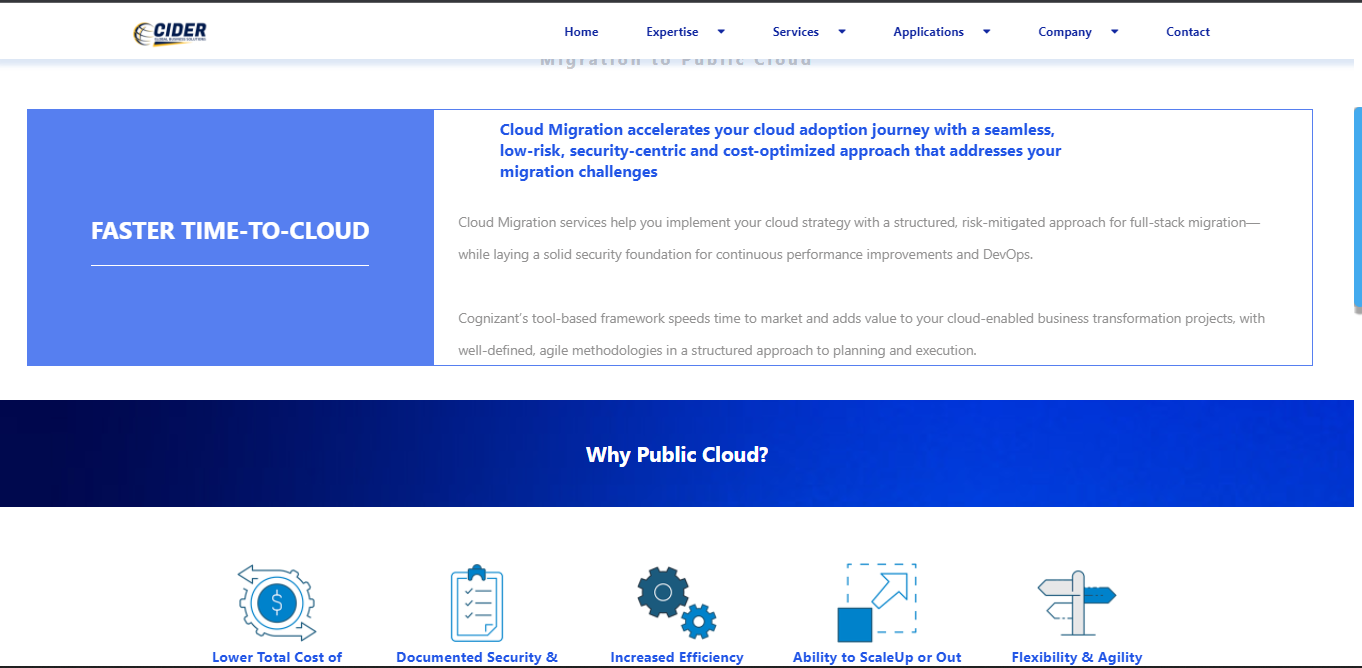 CIDER
GLOBAL BUSINESS SOLUTIONS
Home Expertise Services Applications Company Contact
Migration to Public Cloud
FASTER TIME-TO-CLOUD
Cloud Migration accelerates your cloud adoption journey with a seamless,
low-risk, security-centric and cost-optimized approach that addresses your
migration challenges
Cloud Migration services help you implement your cloud strategy with a structured, risk-mitigated approach for full-stack migration—
while laying a solid security foundation for continuous performance improvements and DevOps.
Cognizant’s tool-based framework speeds time to market and adds value to your cloud-enabled business transformation projects, with
well-defined, agile methodologies in a structured approach to planning and execution.
Why Public Cloud?
$
Lower Total Cost of Documented Security & Increased Efficiency Ability to ScaleUp or Out Flexibility & Agility